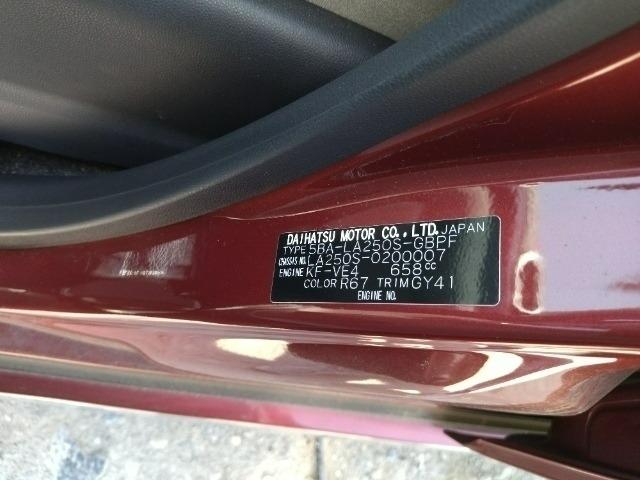 DAIHATSU MOTOR CO., LTD. JAPAN
TYPE 5BA-LA250S-GBPF
CHASSIS NO. LA250S-0200007
ENGINE KF-VE4 658cc
COLOR R67 TRIM GY41
ENGINE NO.